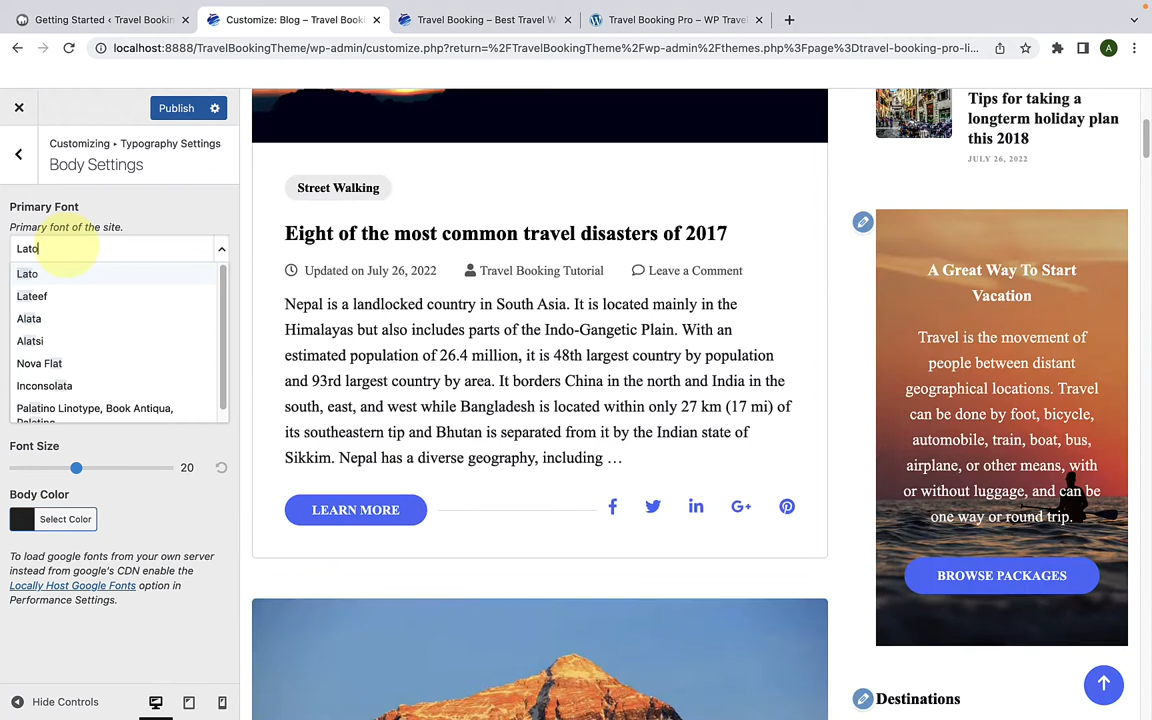 Getting Started ‹ Travel Bookin
Customize: Blog – Travel Booki
Travel Booking – Best Travel W
Travel Booking Pro – WP Trave
localhost:8888/TravelBookingTheme/wp-admin/customize.php?return=%2FTravelBookingTheme%2Fwp-admin%2Fthemes.php%3Fpage%3Dtravel-booking-pro-li...
A
Publish
Customizing ▸ Typography Settings
Body Settings
Primary Font
Primary font of the site.
Lato
Lato
Lateef
Alata
Alatsi
Nova Flat
Inconsolata
Palatino Linotype, Book Antiqua,
Palatino
Font Size
20
Body Color
Select Color
To load google fonts from your own server
instead from google's CDN enable the
Locally Host Google Fonts option in
Performance Settings.
Hide Controls
Street Walking
Eight of the most common travel disasters of 2017
Updated on July 26, 2022
Travel Booking Tutorial
Leave a Comment
Nepal is a landlocked country in South Asia. It is located mainly in the
Himalayas but also includes parts of the Indo-Gangetic Plain. With an
estimated population of 26.4 million, it is 48th largest country by population
and 93rd largest country by area. It borders China in the north and India in the
south, east, and west while Bangladesh is located within only 27 km (17 mi) of
its southeastern tip and Bhutan is separated from it by the Indian state of
Sikkim. Nepal has a diverse geography, including …
LEARN MORE
Tips for taking a
longterm holiday plan
this 2018
JULY 26, 2022
A Great Way To Start
Vacation
Travel is the movement of
people between distant
geographical locations. Travel
can be done by foot, bicycle,
automobile, train, boat, bus,
airplane, or other means, with
or without luggage, and can be
one way or round trip.
BROWSE PACKAGES
Destinations